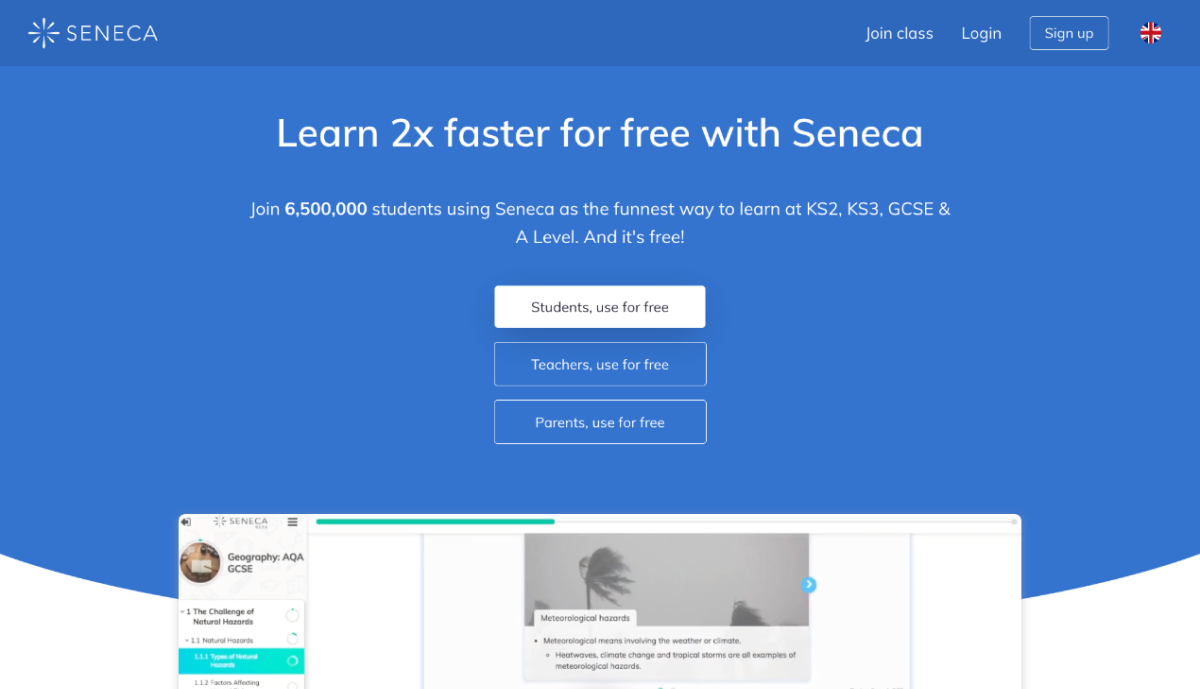 SENECA
Join class
Login
Sign up
Learn 2x faster for free with Seneca
Join 6,500,000 students using Seneca as the funnest way to learn at KS2, KS3, GCSE &
A Level. And it's free!
Students, use for free
Teachers, use for free
Parents, use for free
SENECA
Geography: AQA
GCSE
1 The Challenge of
Natural Hazards
1.1 Natural Hazards
1.1.1 Types of Natural
Hazards
1.1.2 Factors Affecting
Meteorological hazards
Meteorological means involving the weather or climate.
Heatwaves, climate change and tropical storms are all examples of
meteorological hazards.